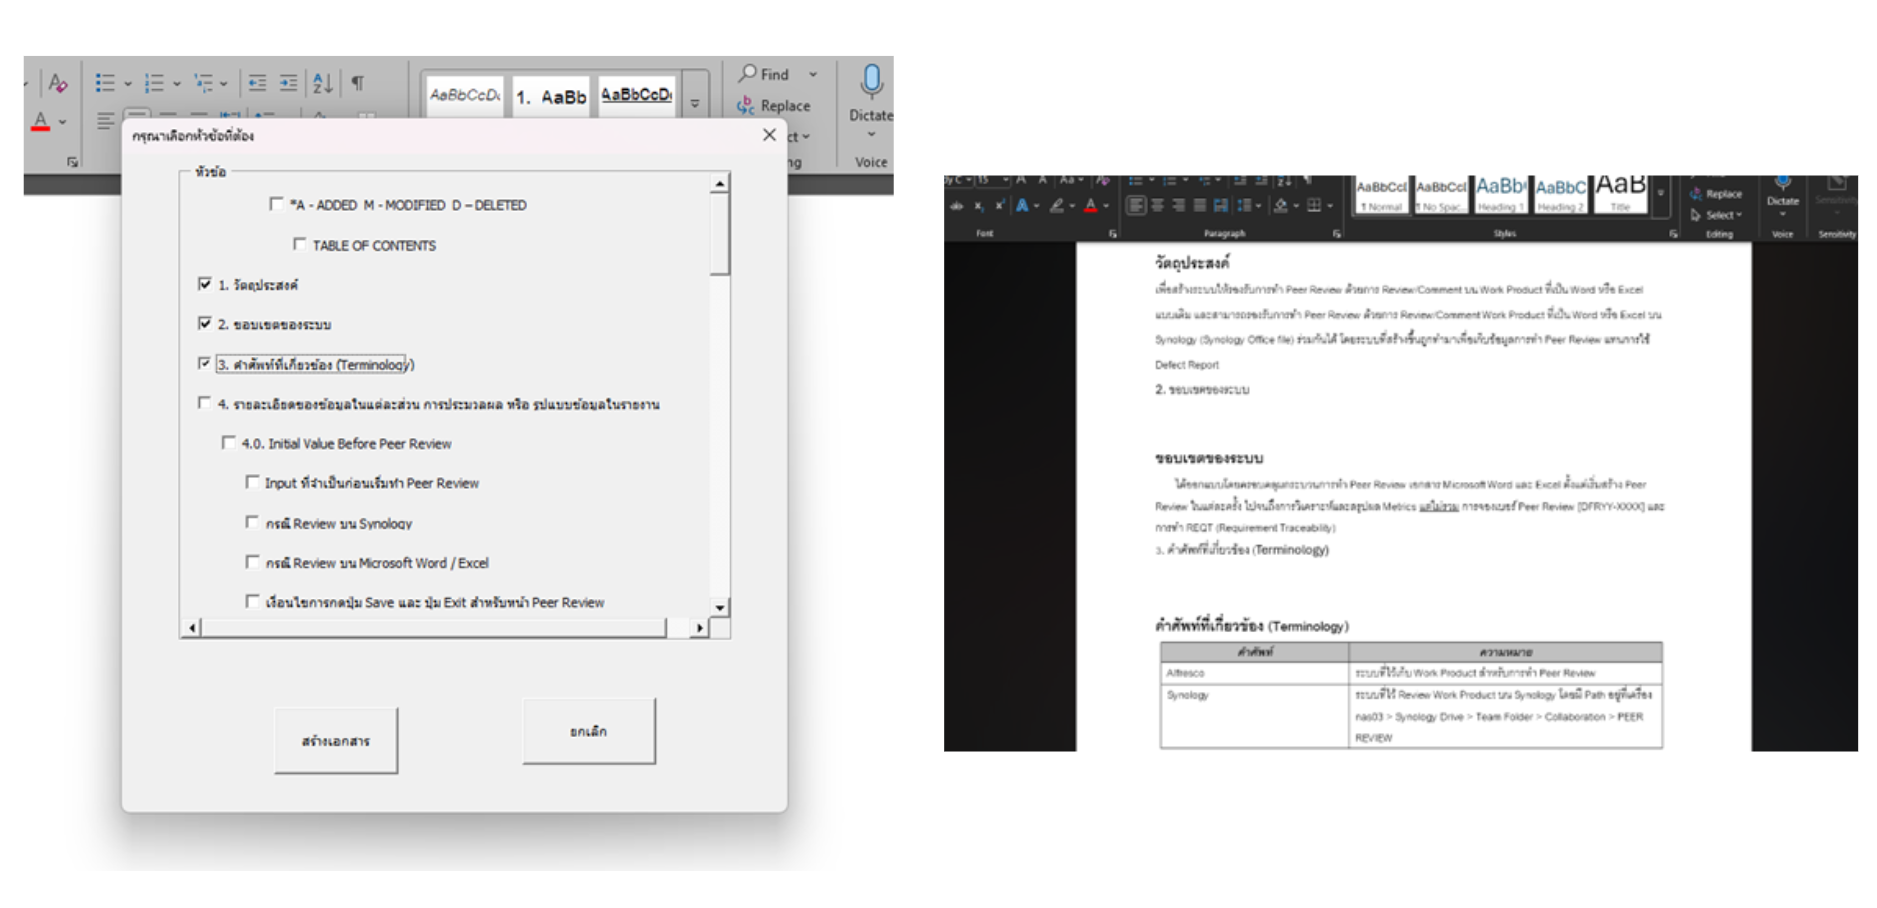 Find
Replace
Dictate
Voice
AaBbCcDc
1. AaBb
AaBbCcDc
กรุณาเลือกหัวข้อที่ต้อง
หัวข้อ
*A - ADDED M - MODIFIED D – DELETED
TABLE OF CONTENTS
1. วัตถุประสงค์
2. ขอบเขตของระบบ
3. คำศัพท์ที่เกี่ยวข้อง (Terminology)
4. รายละเอียดของข้อมูลในแต่ละส่วน การประมวลผล หรือ รูปแบบข้อมูลในรายงาน
4.0. Initial Value Before Peer Review
Input ที่จำเป็นก่อนเริ่มทำ Peer Review
กรณี Review บน Synology
กรณี Review บน Microsoft Word / Excel
เงื่อนไขการกดปุ่ม Save และ ปุ่ม Exit สำหรับหน้า Peer Review
สร้างเอกสาร
ยกเลิก
AaBbCcI AaBbCcI AaBb AaBbC AaB
¶ Normal ¶ No Spac... Heading 1 Heading 2 Title
Replace
Select
Dictate
Font Paragraph Styles Editing Voice Sensitivity
วัตถุประสงค์
เพื่อสร้างระบบให้รองรับการทำ Peer Review ด้วยการ Review/Comment บน Work Product ที่เป็น Word หรือ Excel
แบบเดิม และสามารถรองรับการทำ Peer Review ด้วยการ Review/Comment Work Product ที่เป็น Word หรือ Excel บน
Synology (Synology Office file) ร่วมกันได้ โดยระบบที่สร้างขึ้นถูกทำมาเพื่อเก็บข้อมูลการทำ Peer Review แทนการใช้
Defect Report
2. ขอบเขตของระบบ
ขอบเขตของระบบ
ได้ออกแบบโดยครอบคลุมกระบวนการทำ Peer Review เอกสาร Microsoft Word และ Excel ตั้งแต่เริ่มสร้าง Peer
Review ในแต่ละครั้ง ไปจนถึงการวิเคราะห์และสรุปผล Metrics แต่ไม่รวม การจองเบอร์ Peer Review [DFRYY-XXXX] และ
การทำ REQT (Requirement Traceability)
3. คำศัพท์ที่เกี่ยวข้อง (Terminology)
คำศัพท์ที่เกี่ยวข้อง (Terminology)
คำศัพท์ ความหมาย
Alfresco ระบบที่ใช้เก็บ Work Product สำหรับการทำ Peer Review
Synology ระบบที่ใช้ Review Work Product บน Synology โดยมี Path อยู่ที่เครื่อง
nas03 > Synology Drive > Team Folder > Collaboration > PEER
REVIEW